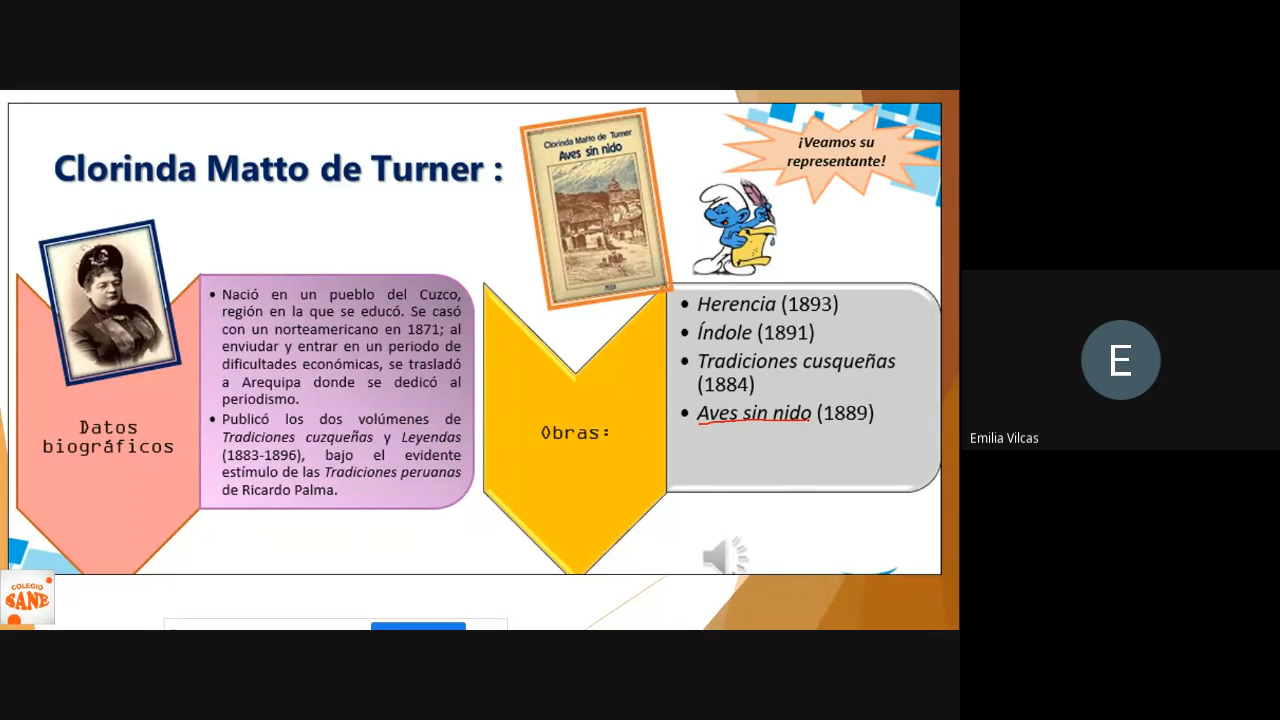 ¡Veamos su
representante!
Clorinda Matto de Turner :
Clorinda Matto de Turner
Aves sin nido
PEISA
Datos
biográficos
• Nació en un pueblo del Cuzco,
región en la que se educó. Se casó
con un norteamericano en 1871; al
enviudar y entrar en un periodo de
dificultades económicas, se trasladó
a Arequipa donde se dedicó al
periodismo.
• Publicó los dos volúmenes de
Tradiciones cuzqueñas y Leyendas
(1883-1896), bajo el evidente
estímulo de las Tradiciones peruanas
de Ricardo Palma.
Obras:
• Herencia (1893)
• Índole (1891)
• Tradiciones cusqueñas
(1884)
• Aves sin nido (1889)
COLEGIO
SANE
E
Emilia Vilcas